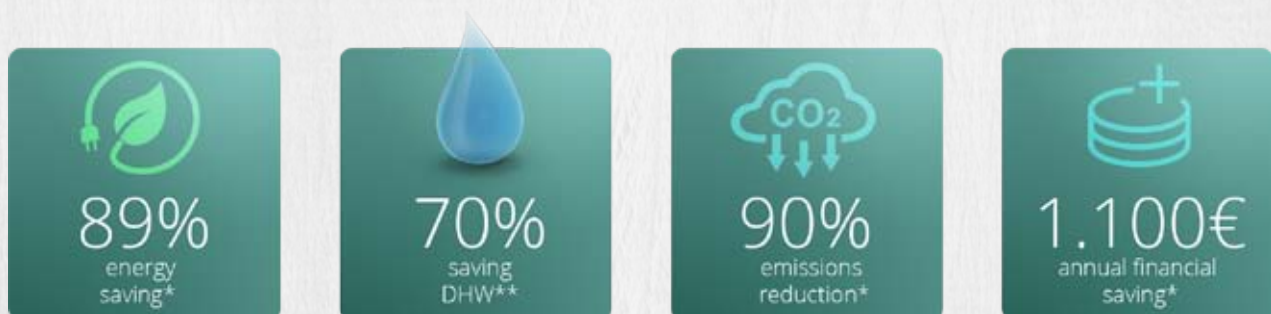 89%
energy
saving*
70%
saving
DHW**
CO2
90%
emissions
reduction*
1.100€
annual financial
saving*